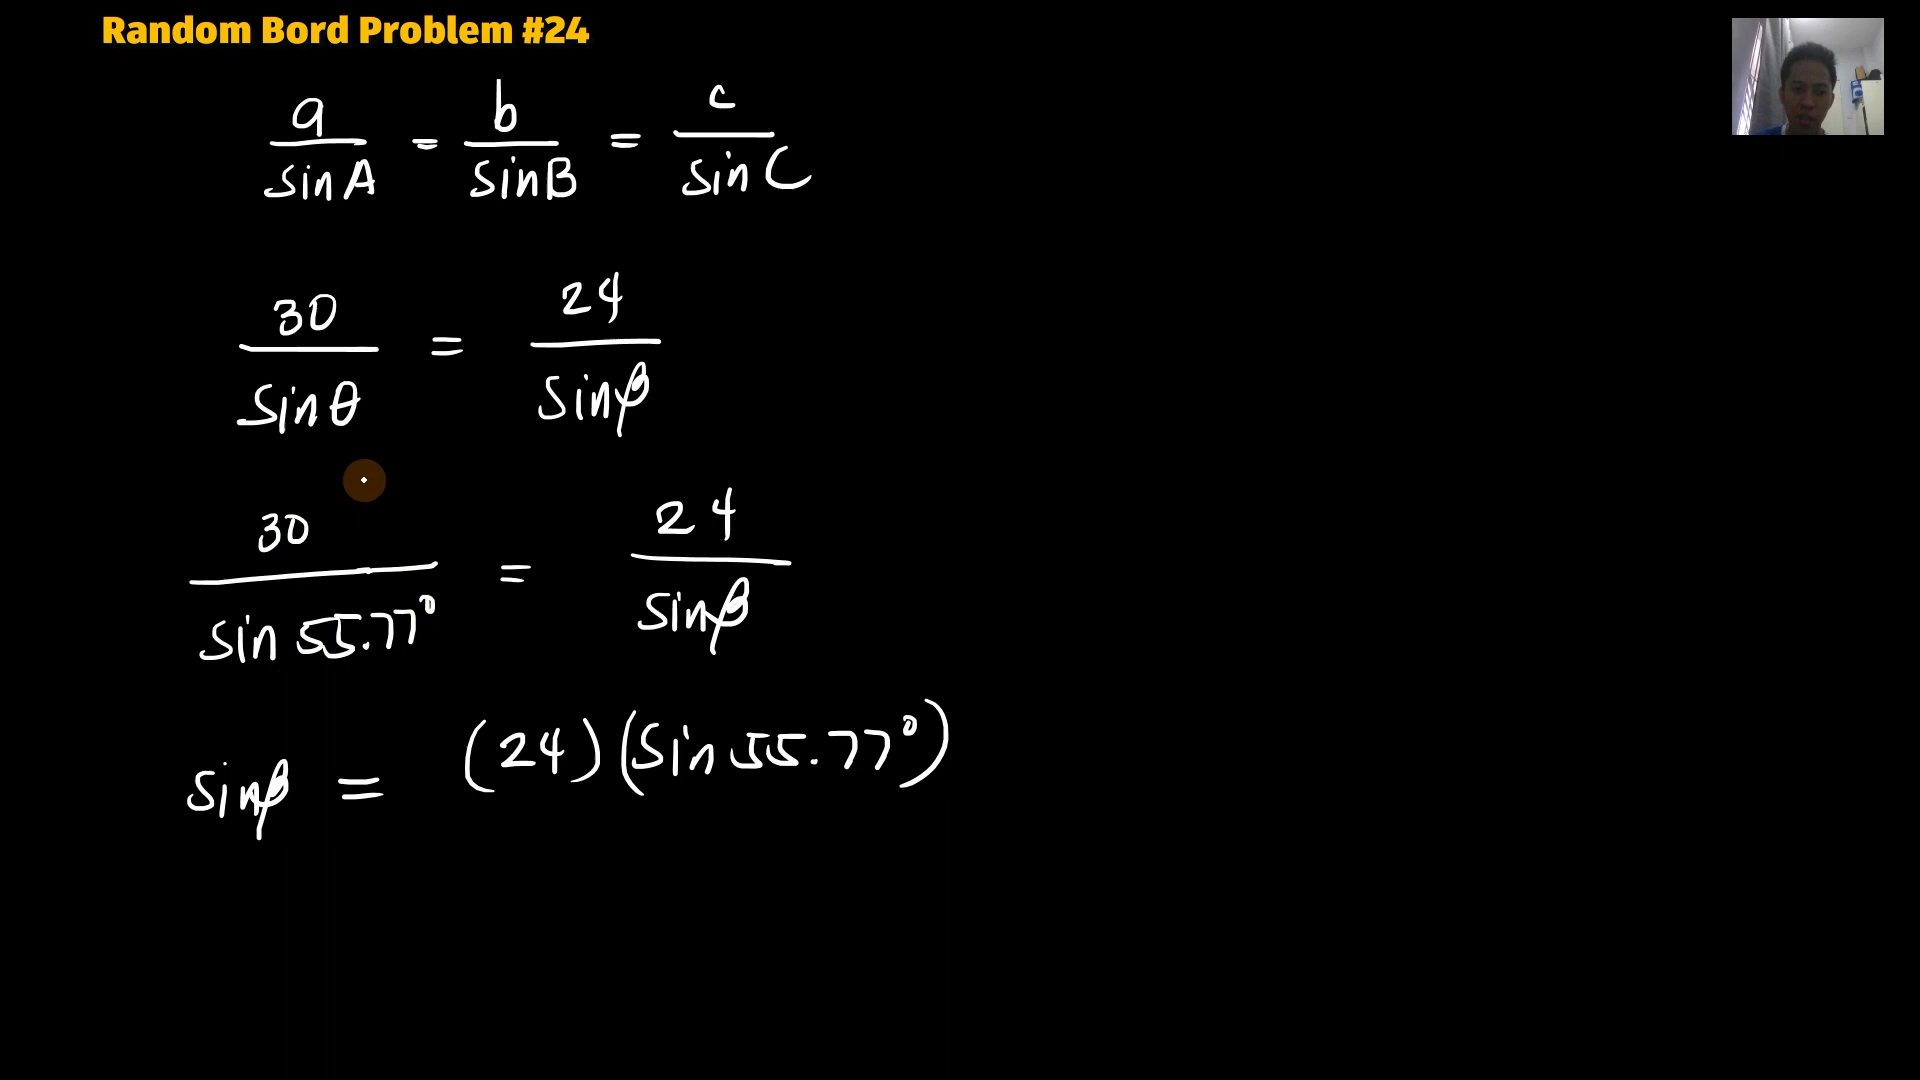 Random Bord Problem #24
a/sinA = b/sinB = c/sinC
30/sinθ = 24/sinβ
30/sin 55.77° = 24/sinβ
sinβ = (24)(sin 55.77°)